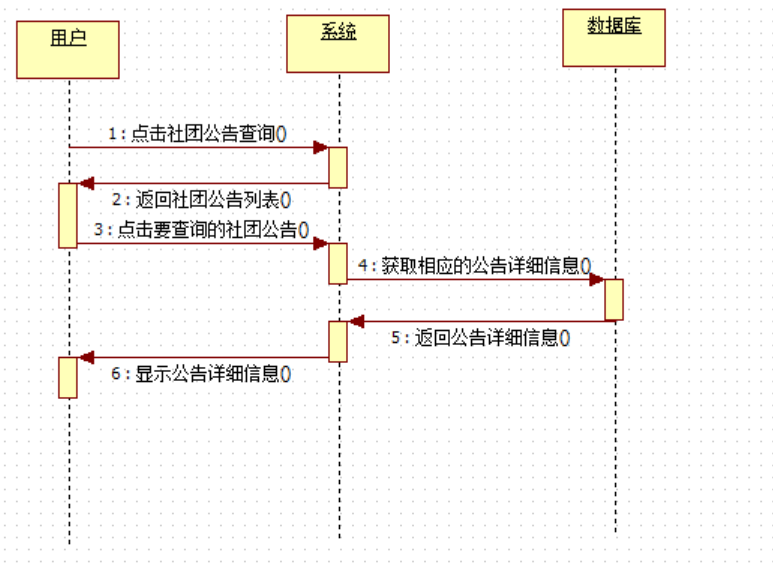 用户
系统
数据库
1：点击社团公告查询()
2：返回社团公告列表()
3：点击要查询的社团公告()
4：获取相应的公告详细信息()
5：返回公告详细信息()
6：显示公告详细信息()